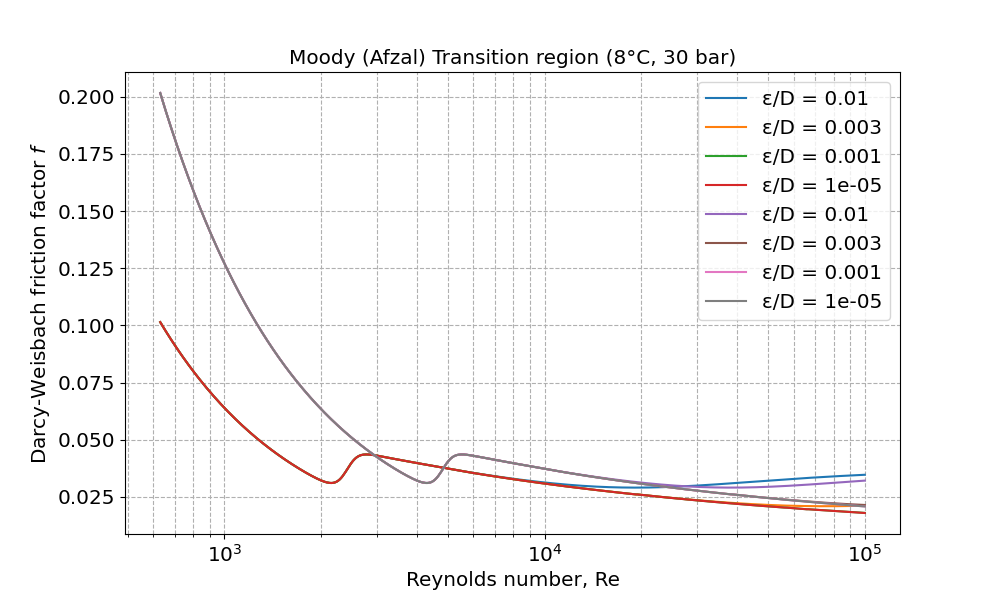 Moody (Afzal) Transition region (8°C, 30 bar)
Darcy-Weisbach friction factor f
0.200
0.175
0.150
0.125
0.100
0.075
0.050
0.025
ε/D = 0.01
ε/D = 0.003
ε/D = 0.001
ε/D = 1e-05
ε/D = 0.01
ε/D = 0.003
ε/D = 0.001
ε/D = 1e-05
10³ 10⁴ 10⁵
Reynolds number, Re